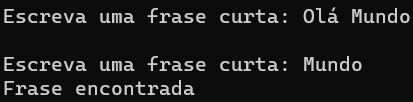 Escreva uma frase curta: Olá Mundo
Escreva uma frase curta: Mundo
Frase encontrada